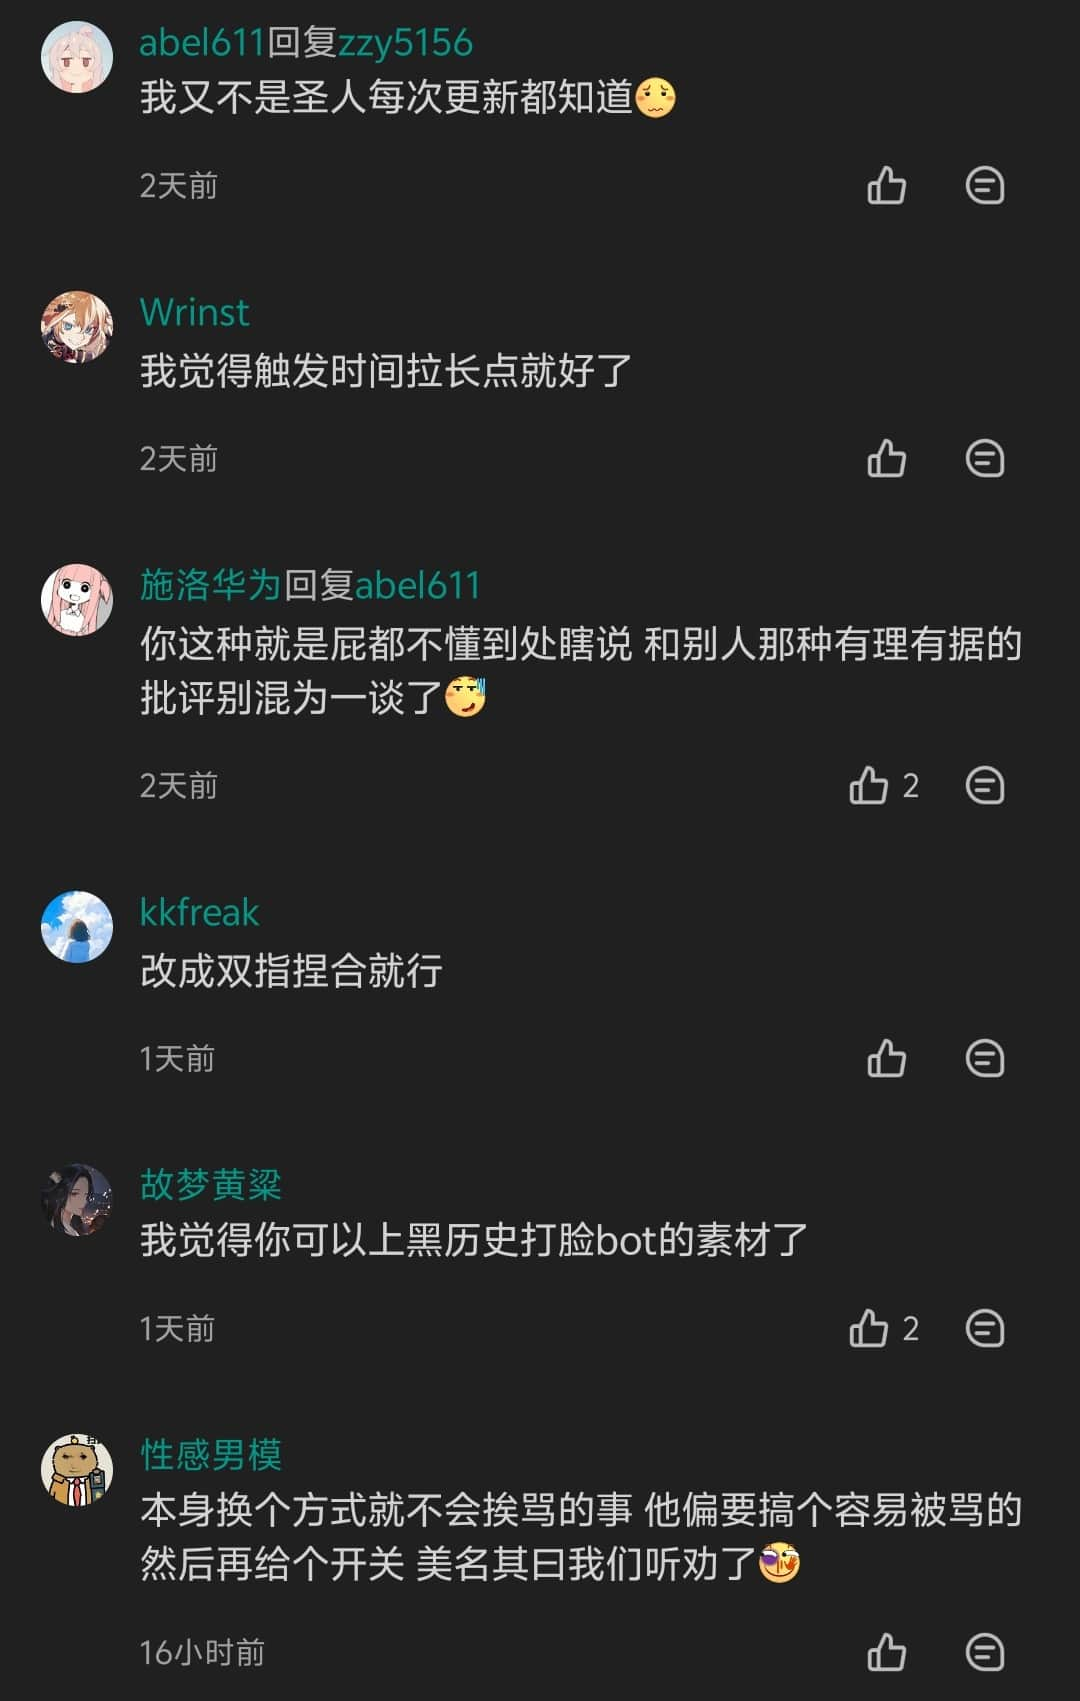 abel611回复zzy5156
我又不是圣人每次更新都知道
2天前
Wrinst
我觉得触发时间拉长点就好了
2天前
施洛华为回复abel611
你这种就是屁都不懂到处瞎说 和别人那种有理有据的
批评别混为一谈了
2天前
2
kkfreak
改成双指捏合就行
1天前
故梦黄粱
我觉得你可以上黑历史打脸bot的素材了
1天前
2
性感男模
本身换个方式就不会挨骂的事 他偏要搞个容易被骂的
然后再给个开关 美名其曰我们听劝了
16小时前